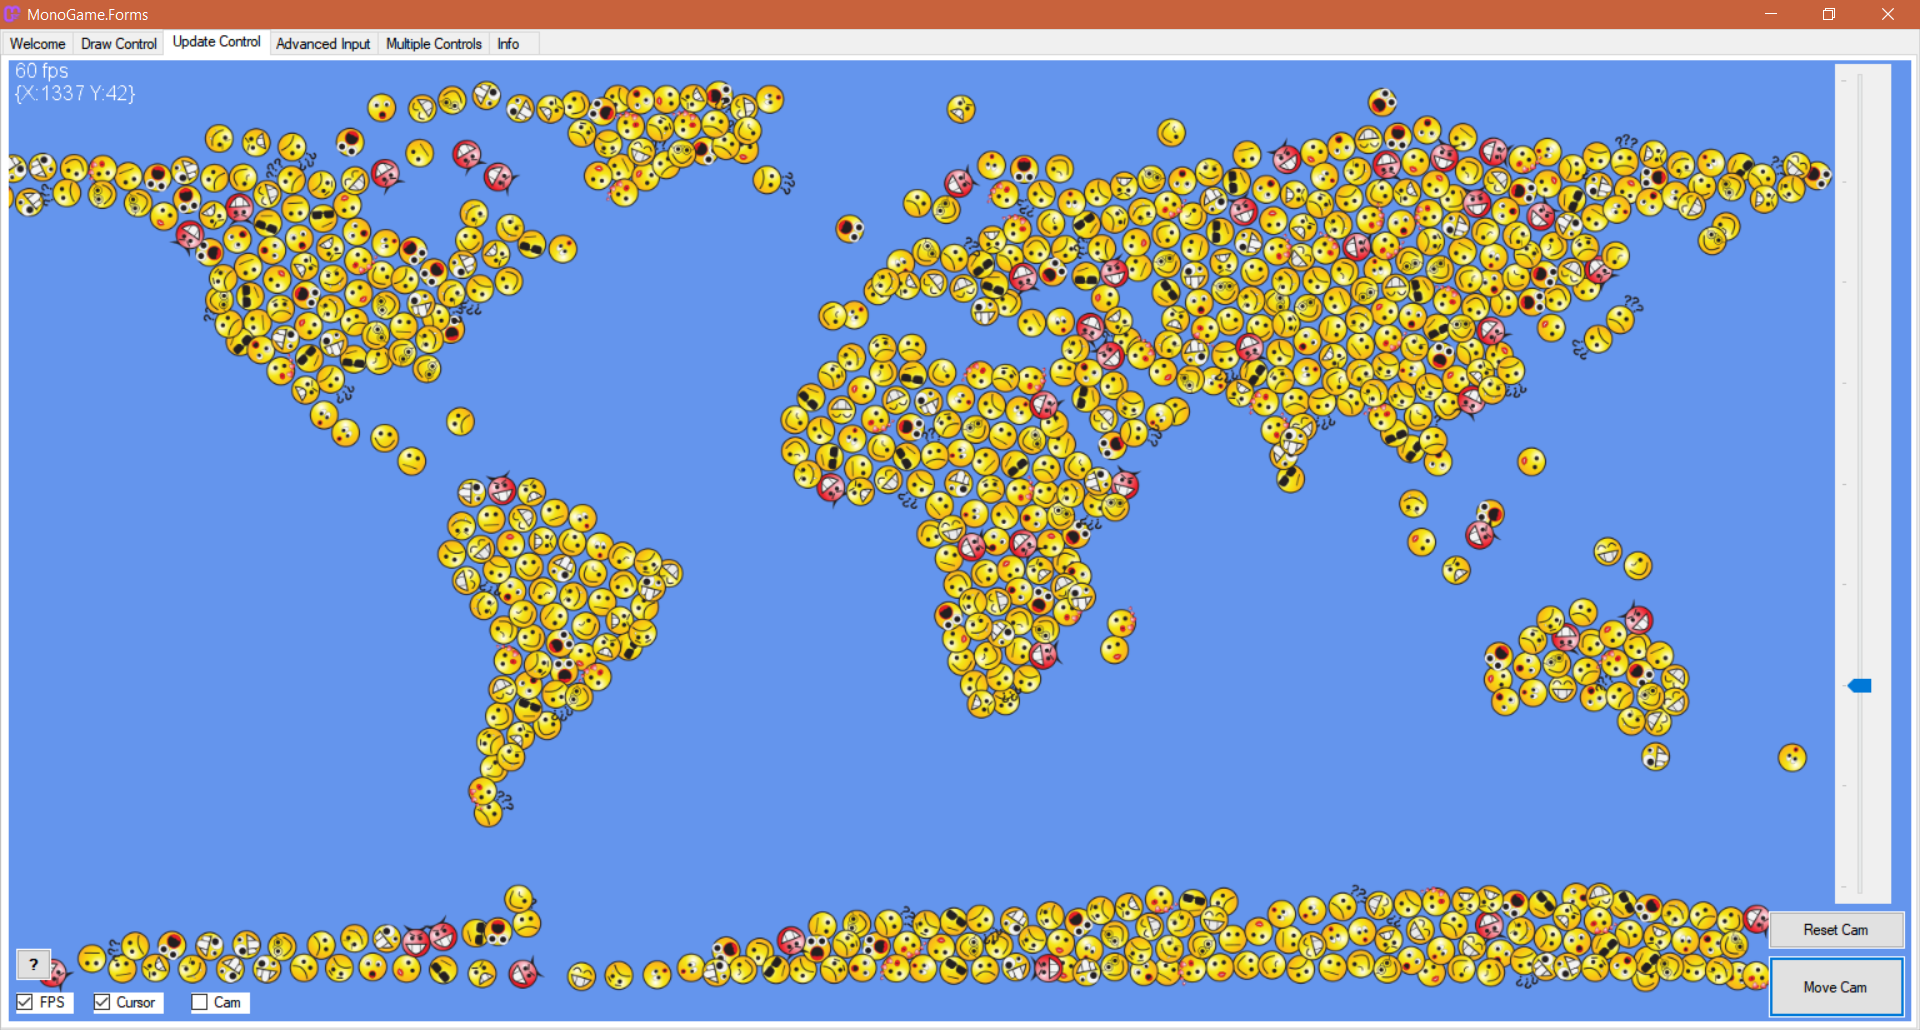 MonoGame.Forms
Welcome Draw Control Update Control Advanced Input Multiple Controls Info
60 fps
{X:1337 Y:42}
Reset Cam
?
Move Cam
FPS Cursor Cam